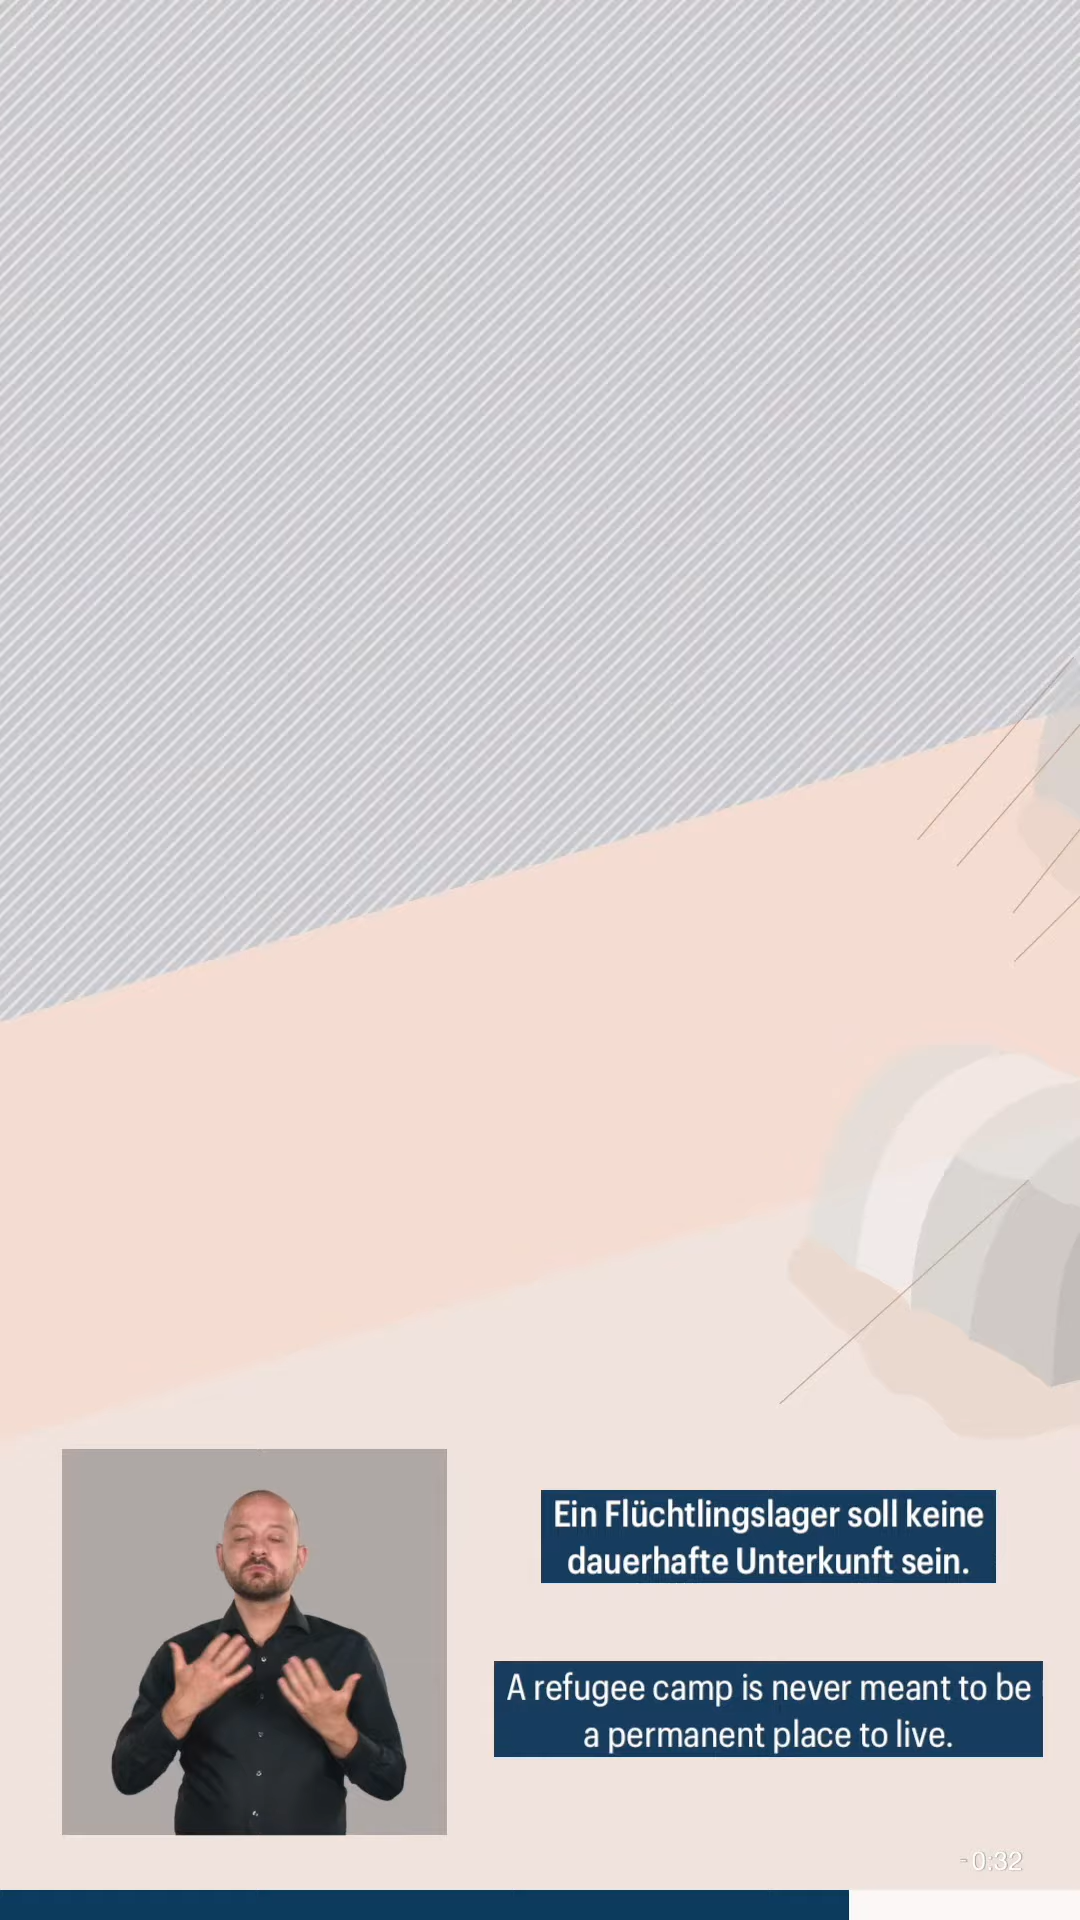 Ein Flüchtlingslager soll keine
dauerhafte Unterkunft sein.
A refugee camp is never meant to be
a permanent place to live.
-0:32